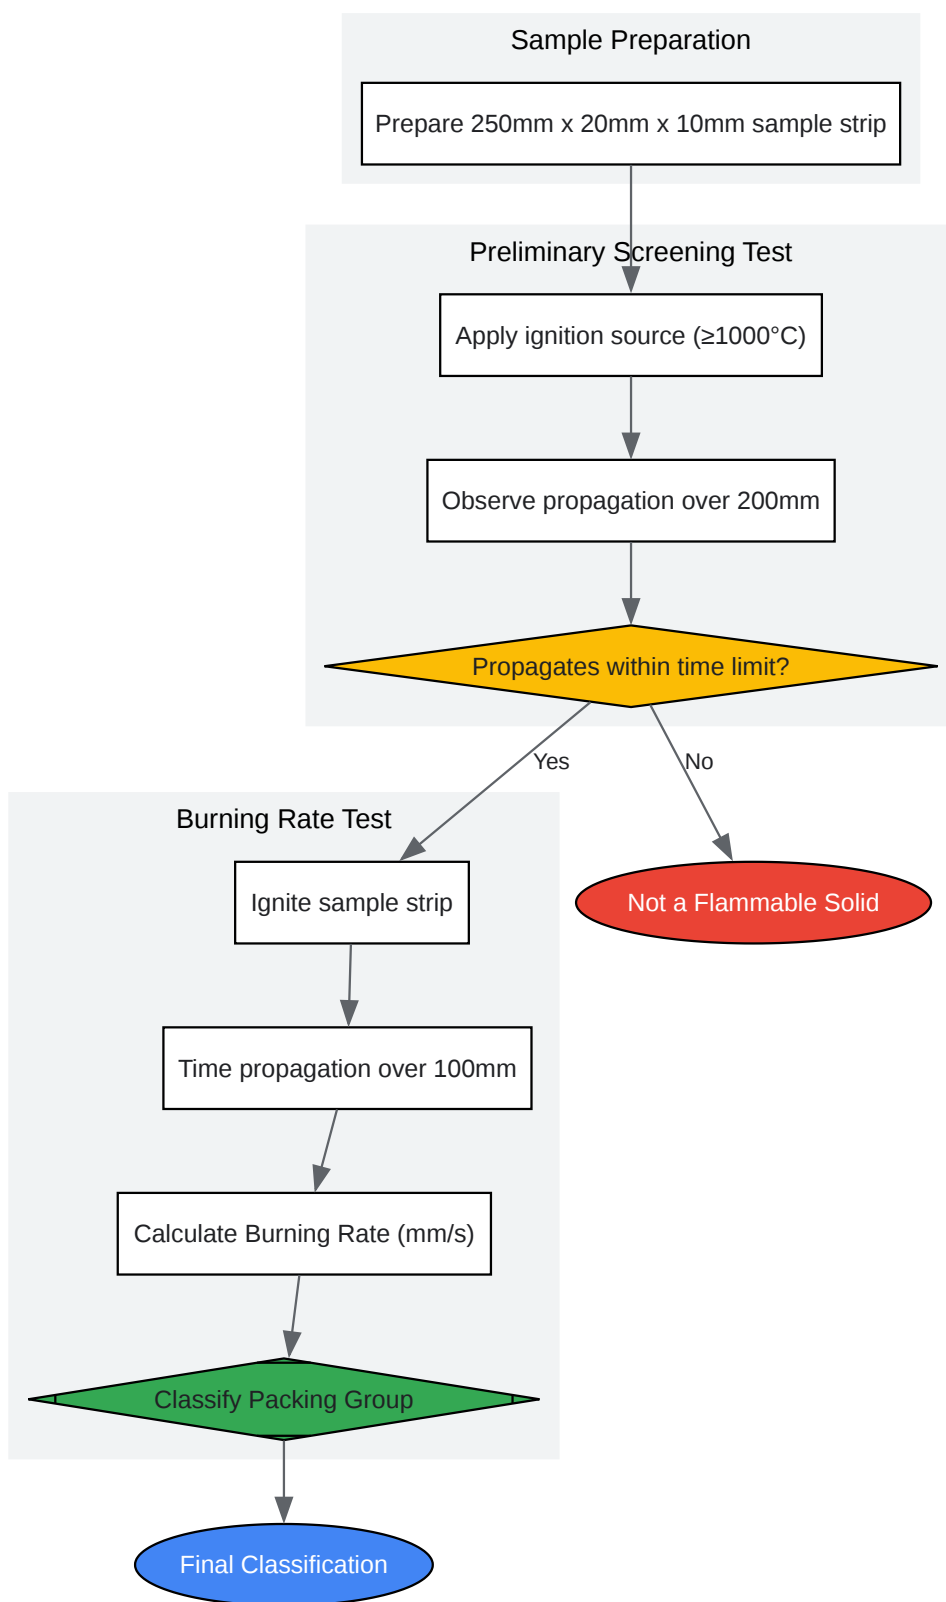 Sample Preparation
Prepare 250mm x 20mm x 10mm sample strip
Preliminary Screening Test
Apply ignition source (≥1000°C)
Observe propagation over 200mm
Propagates within time limit?
Yes
No
Burning Rate Test
Ignite sample strip
Not a Flammable Solid
Time propagation over 100mm
Calculate Burning Rate (mm/s)
Classify Packing Group
Final Classification